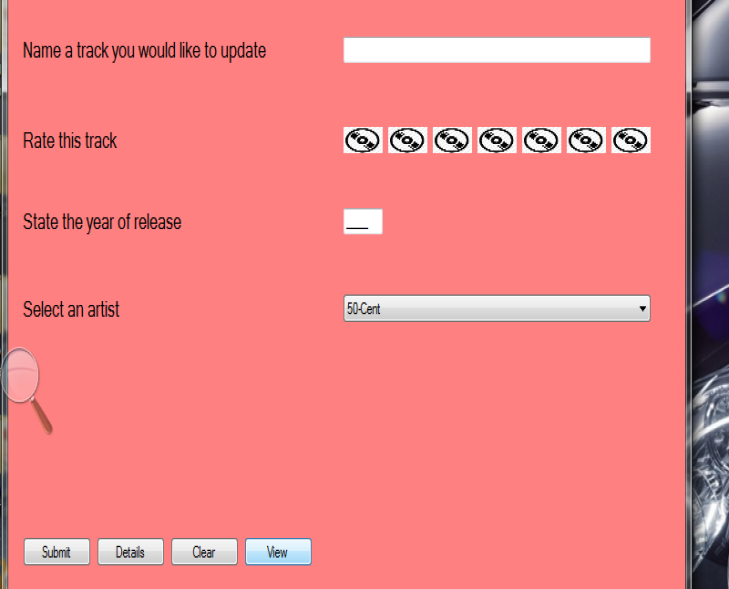 Name a track you would like to update
Rate this track
State the year of release
___
Select an artist
50-Cent
Submit
Details
Clear
View